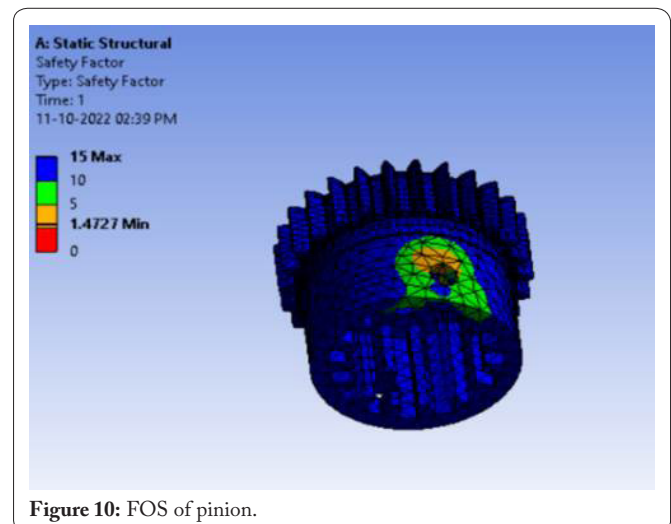 A: Static Structural
Safety Factor
Type: Safety Factor
Time: 1
11-10-2022 02:39 PM
15 Max
10
5
1.4727 Min
0
Figure 10: FOS of pinion.